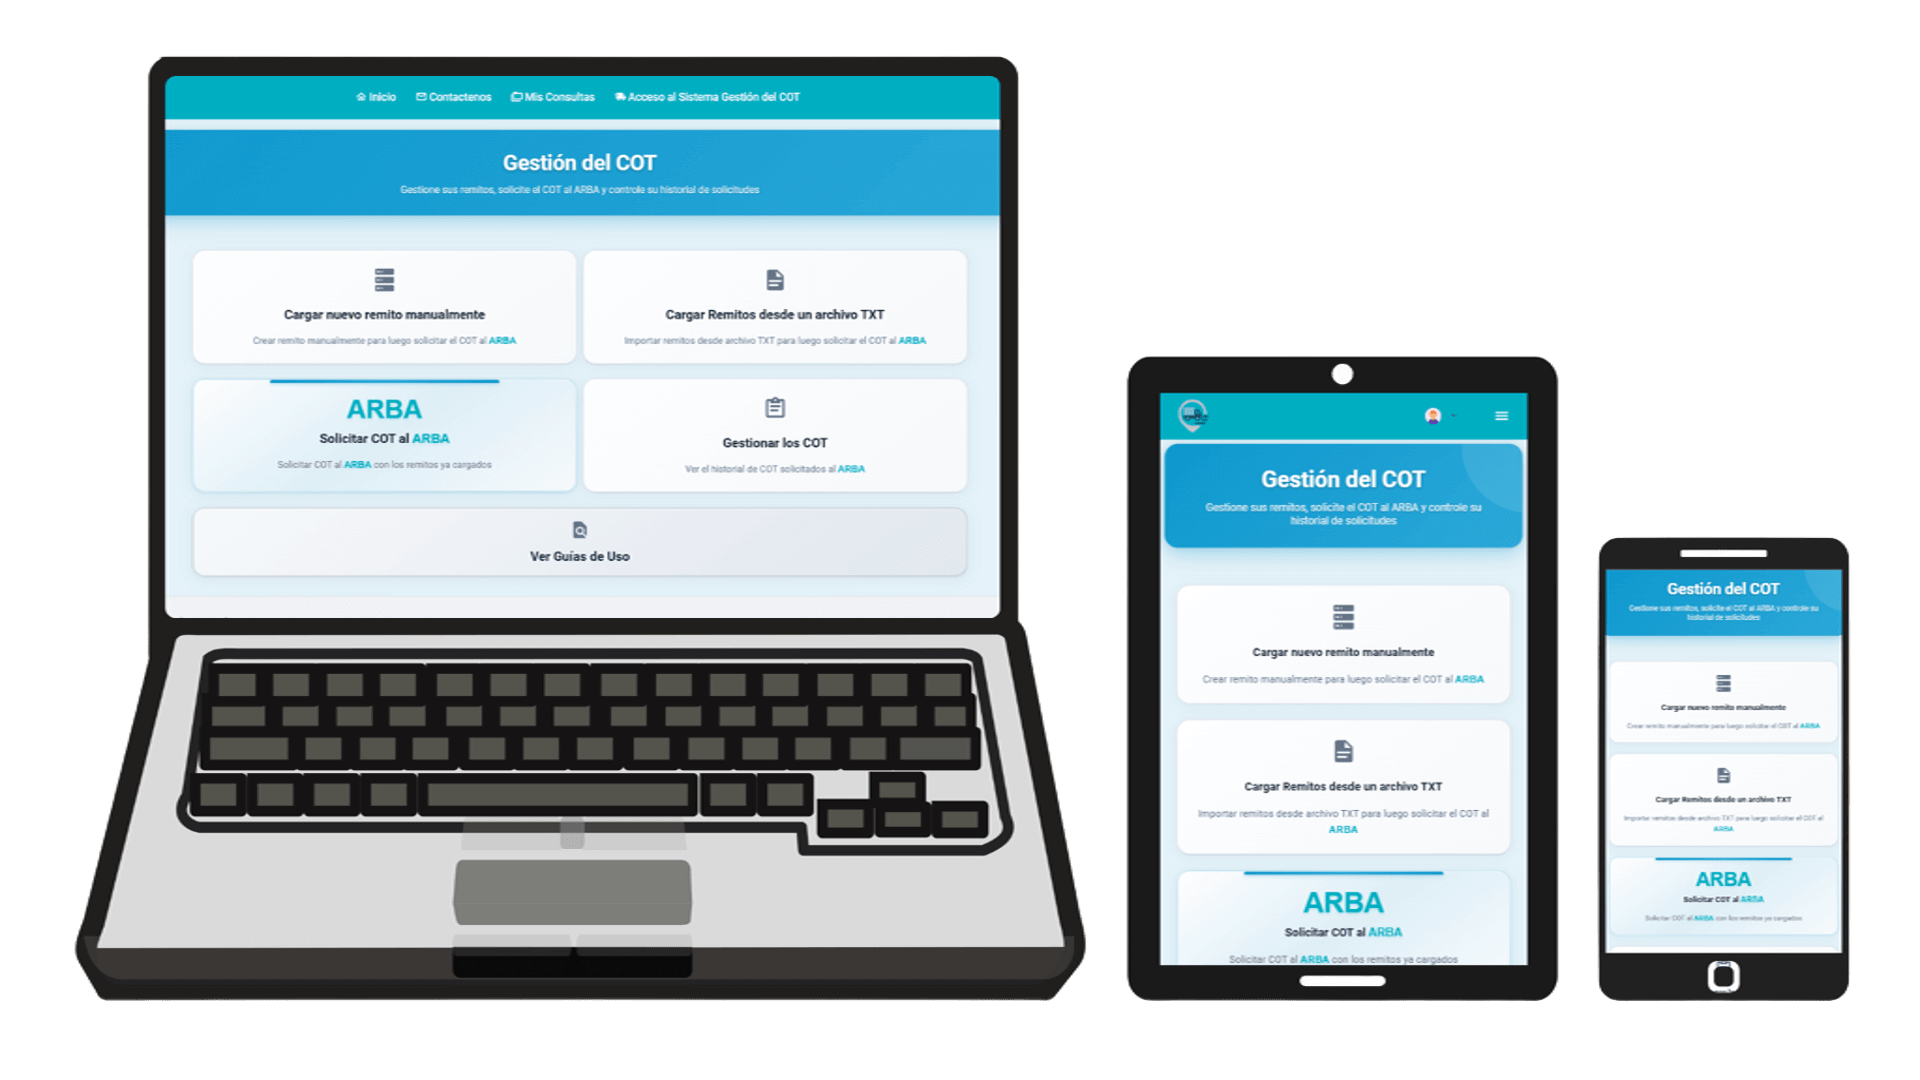 Inicio Contactenos Mis Consultas Acceso al Sistema Gestión del COT
Gestión del COT
Gestione sus remitos, solicite el COT al ARBA y controle su historial de solicitudes
Cargar nuevo remito manualmente
Crear remito manualmente para luego solicitar el COT al ARBA
Cargar Remitos desde un archivo TXT
Importar remitos desde archivo TXT para luego solicitar el COT al ARBA
ARBA
Solicitar COT al ARBA
Solicitar COT al ARBA con los remitos ya cargados
Gestionar los COT
Ver el historial de COT solicitados al ARBA
Ver Guías de Uso
Gestión del COT
Gestione sus remitos, solicite el COT al ARBA y controle su
historial de solicitudes
Cargar nuevo remito manualmente
Crear remito manualmente para luego solicitar el COT al ARBA
Cargar Remitos desde un archivo TXT
Importar remitos desde archivo TXT para luego solicitar el COT al
ARBA
ARBA
Solicitar COT al ARBA
Solicitar COT al ARBA con los remitos ya cargados
Gestión del COT
Gestione sus remitos, solicite el COT al ARBA y controle su
historial de solicitudes
Cargar nuevo remito manualmente
Crear remito manualmente para luego solicitar el COT al ARBA
Cargar Remitos desde un archivo TXT
Importar remitos desde archivo TXT para luego solicitar el COT al
ARBA
ARBA
Solicitar COT al ARBA
Solicitar COT al ARBA con los remitos ya cargados